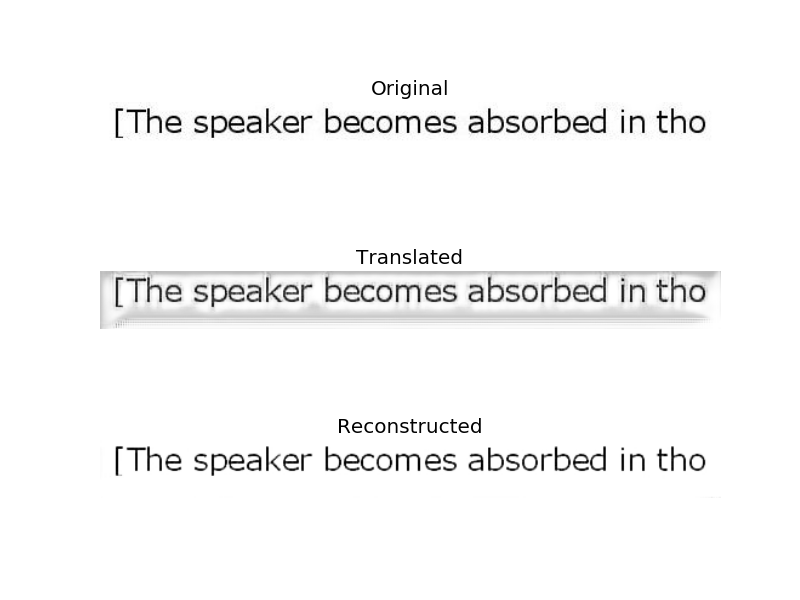 Original
[The speaker becomes absorbed in tho
Translated
[The speaker becomes absorbed in tho
Reconstructed
[The speaker becomes absorbed in tho